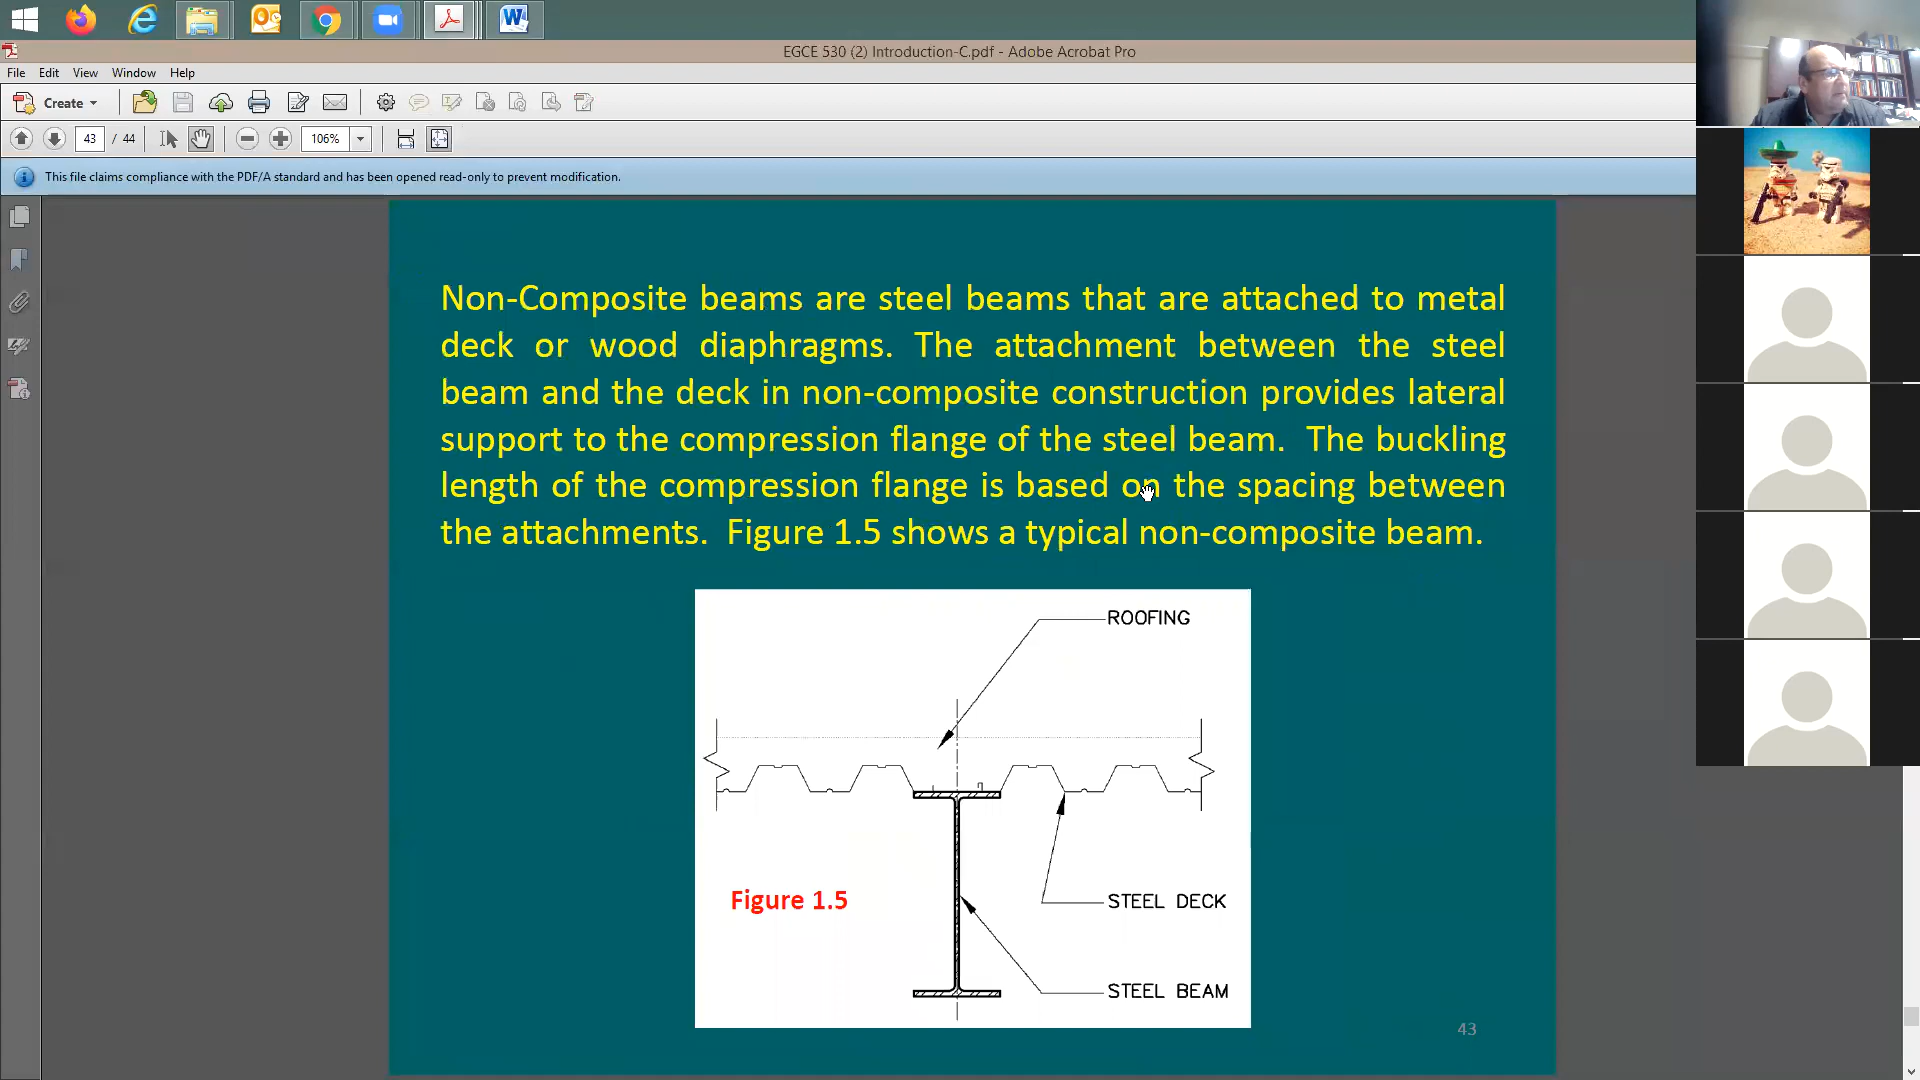 EGCE 530 (2) Introduction-C.pdf - Adobe Acrobat Pro
File Edit View Window Help
Create
43 / 44 106%
This file claims compliance with the PDF/A standard and has been opened read-only to prevent modification.
Non-Composite beams are steel beams that are attached to metal
deck or wood diaphragms. The attachment between the steel
beam and the deck in non-composite construction provides lateral
support to the compression flange of the steel beam. The buckling
length of the compression flange is based on the spacing between
the attachments. Figure 1.5 shows a typical non-composite beam.
ROOFING
Figure 1.5
STEEL DECK
STEEL BEAM
43